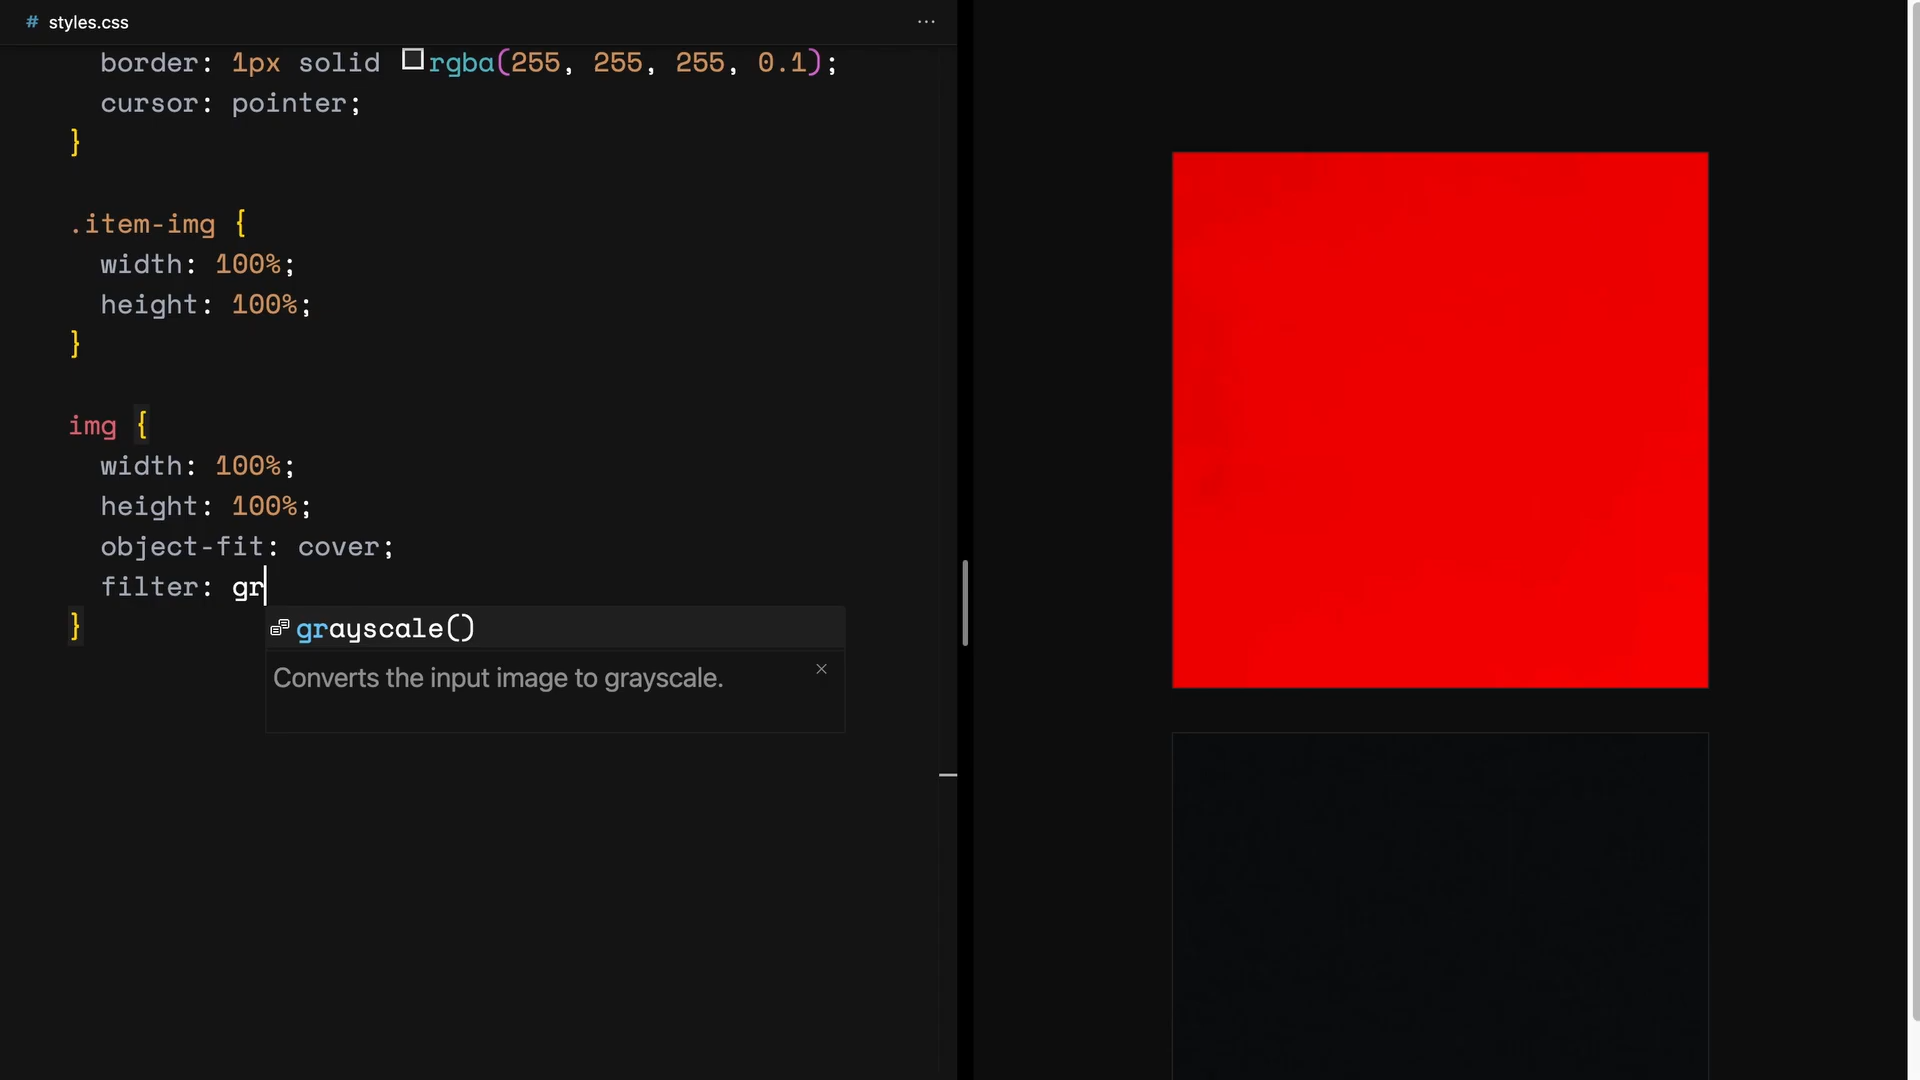 # styles.css ...
border: 1px solid rgba(255, 255, 255, 0.1);
cursor: pointer;
}
.item-img {
width: 100%;
height: 100%;
}
img {
width: 100%;
height: 100%;
object-fit: cover;
filter: gr
}
grayscale()
Converts the input image to grayscale.